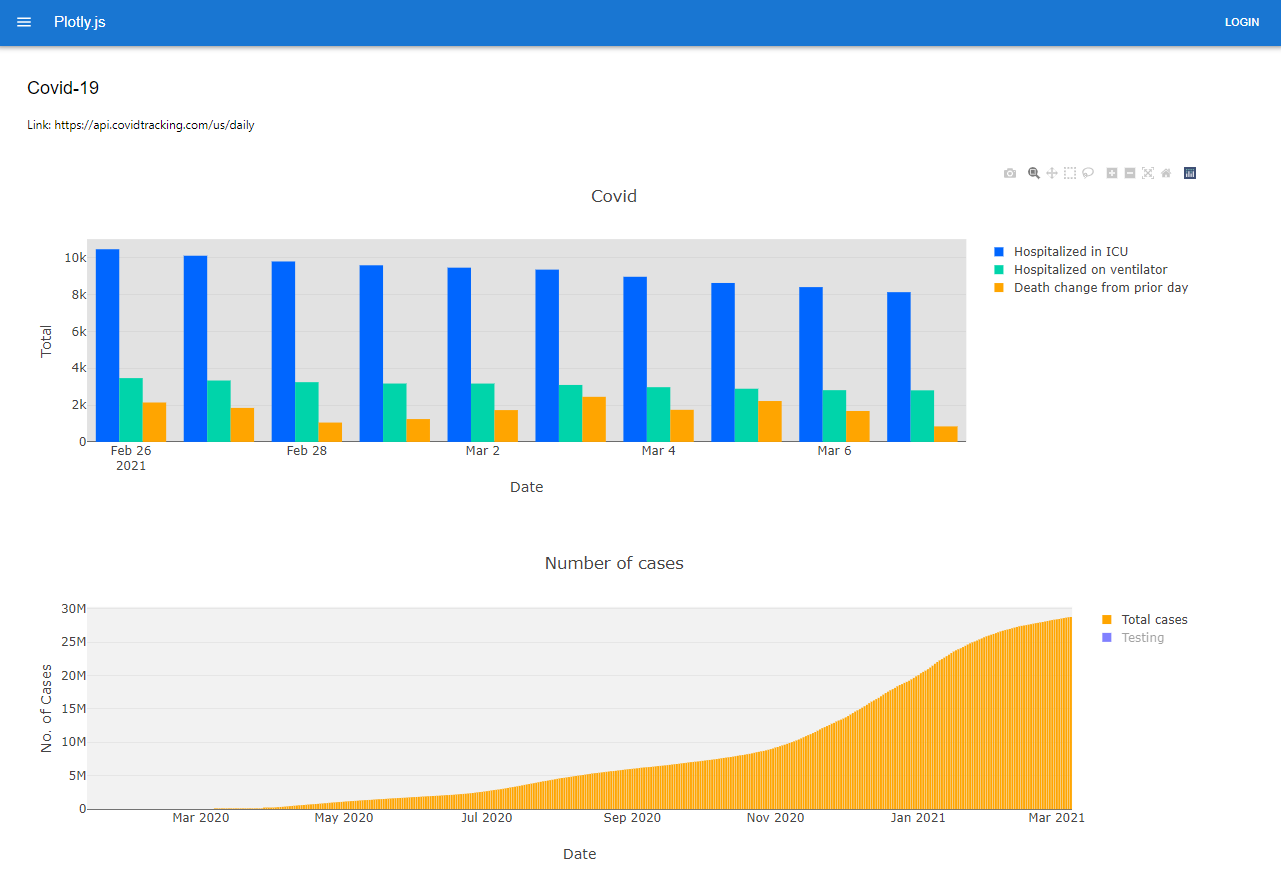 Plotly.js
LOGIN
Covid-19
Link: https://api.covidtracking.com/us/daily
Covid
10k
8k
6k
4k
2k
0
Total
Feb 26
2021
Feb 28
Mar 2
Mar 4
Mar 6
Date
Hospitalized in ICU
Hospitalized on ventilator
Death change from prior day
Number of cases
30M
25M
20M
15M
10M
5M
0
No. of Cases
Mar 2020
May 2020
Jul 2020
Sep 2020
Nov 2020
Jan 2021
Mar 2021
Date
Total cases
Testing